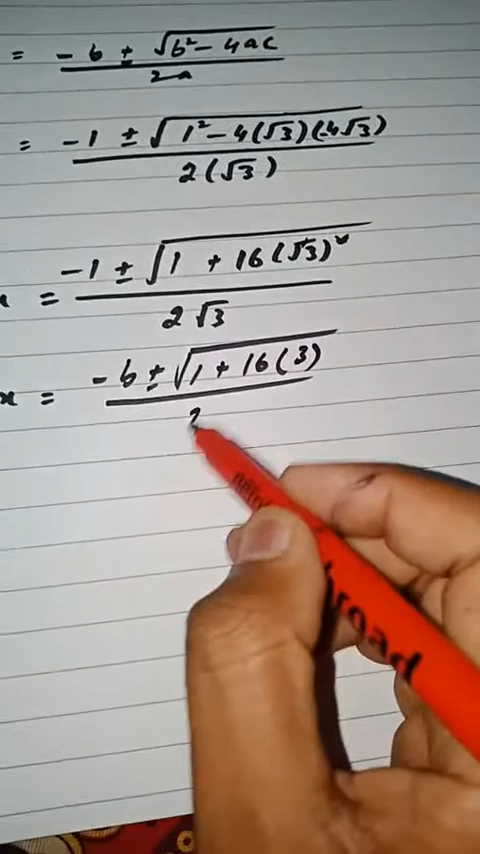 = -b ± √b² - 4ac / 2a
= -1 ± √1² - 4(√3)(-4√3) / 2(√3)
x = -1 ± √1 + 16(√3)² / 2√3
x = -b ± √1 + 16(3) / 2
broad